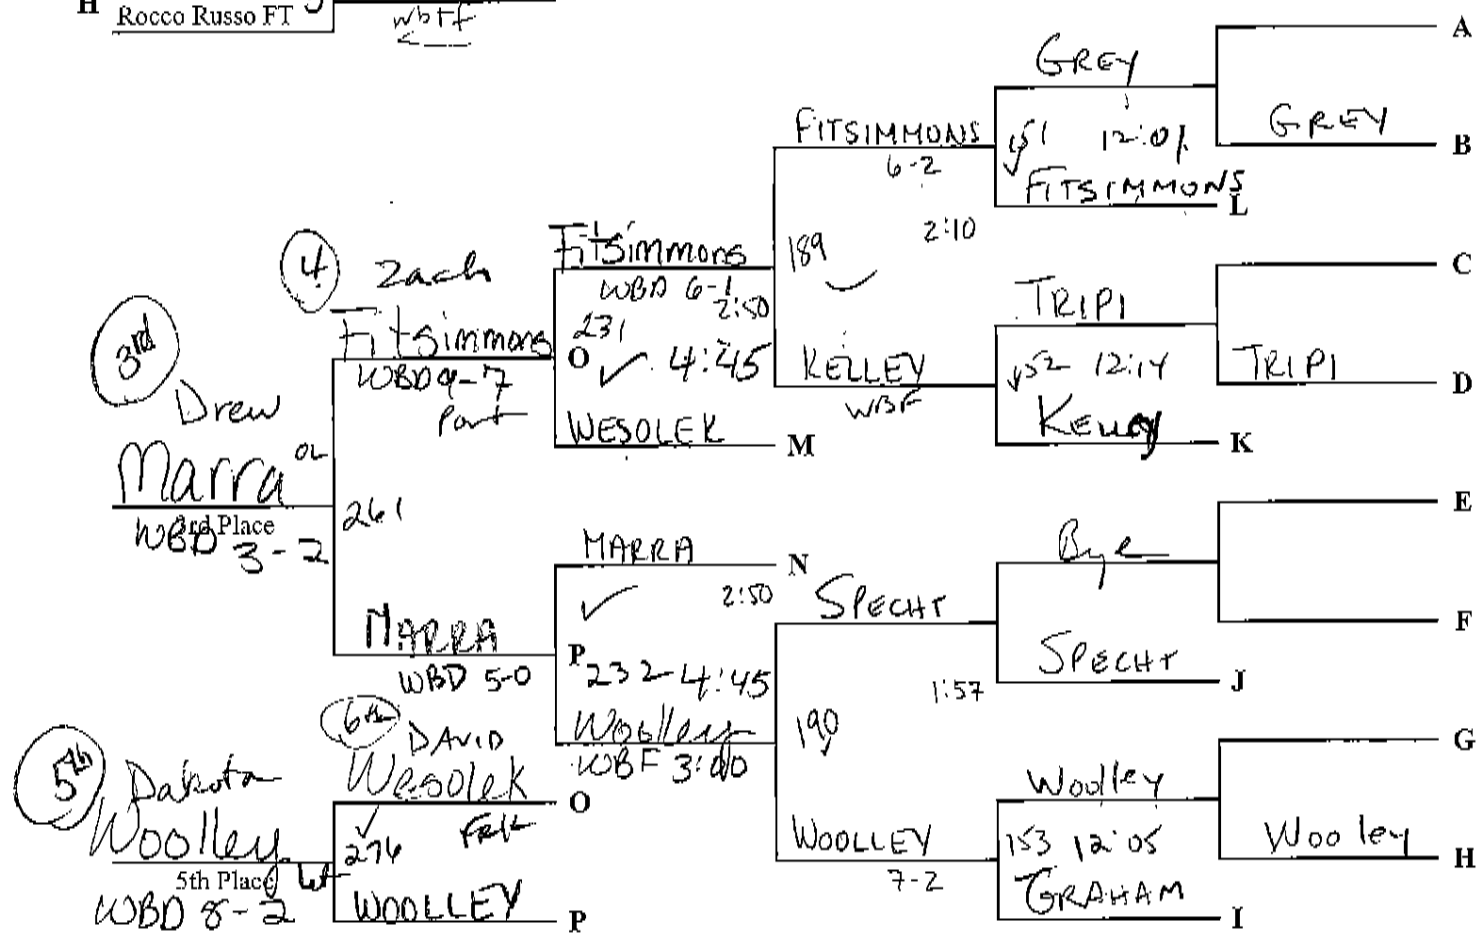 H Rocco Russo FT
wbff
A
GREY
12:01
GREY B
FITSIMMONS
6-2
151
FITSIMMONS L
2:10
189
C
TRIPI
152 12:14
TRIPI D
KELLEY
WBF
Kelley K
4 Zach
Fitsimmons
WBD 9-7
Fitsimmons
WBD 6-1
2:50
231
O 4:45
WESOLEK M
3rd
Drew
Marra
3rd Place
WBD 3-2
261
MARRA N
2:50
MARRA
WBD 5-0
P 232 4:45
Woolley
WBF 3:00
E
Bye
F
SPECHT
SPECHT J
1:57
190
G
Woolley
153 12:05
Woolley H
WOOLLEY
7-2
GRAHAM I
6th
DAVID
Wesolek O
5th
Dakota
Woolley
5th Place
WBD 8-2
276
WOOLLEY P